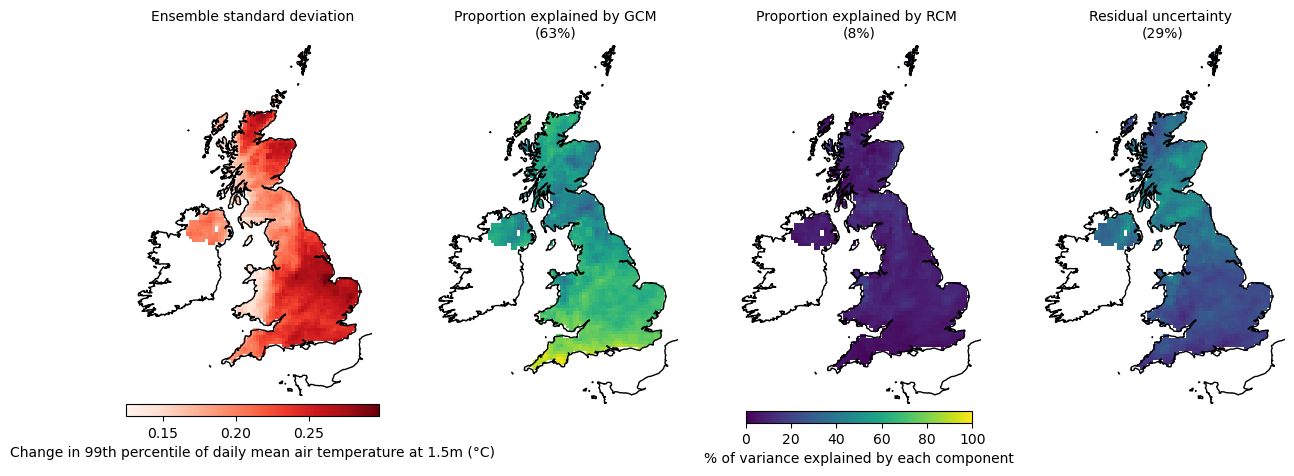 Ensemble standard deviation
Proportion explained by GCM
(63%)
Proportion explained by RCM
(8%)
Residual uncertainty
(29%)
0.15 0.20 0.25
Change in 99th percentile of daily mean air temperature at 1.5m (°C)
0 20 40 60 80 100
% of variance explained by each component